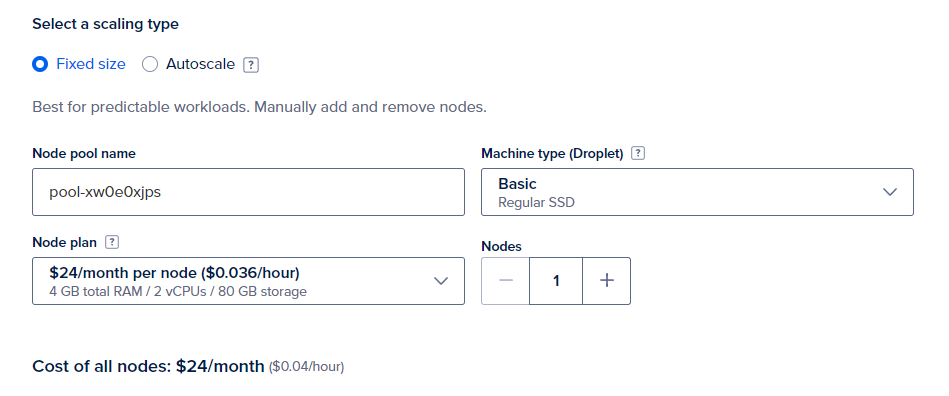 Select a scaling type
Fixed size Autoscale ?
Best for predictable workloads. Manually add and remove nodes.
Node pool name
pool-xw0e0xjps
Machine type (Droplet) ?
Basic
Regular SSD
Node plan ?
$24/month per node ($0.036/hour)
4 GB total RAM / 2 vCPUs / 80 GB storage
Nodes
− 1 +
Cost of all nodes: $24/month ($0.04/hour)